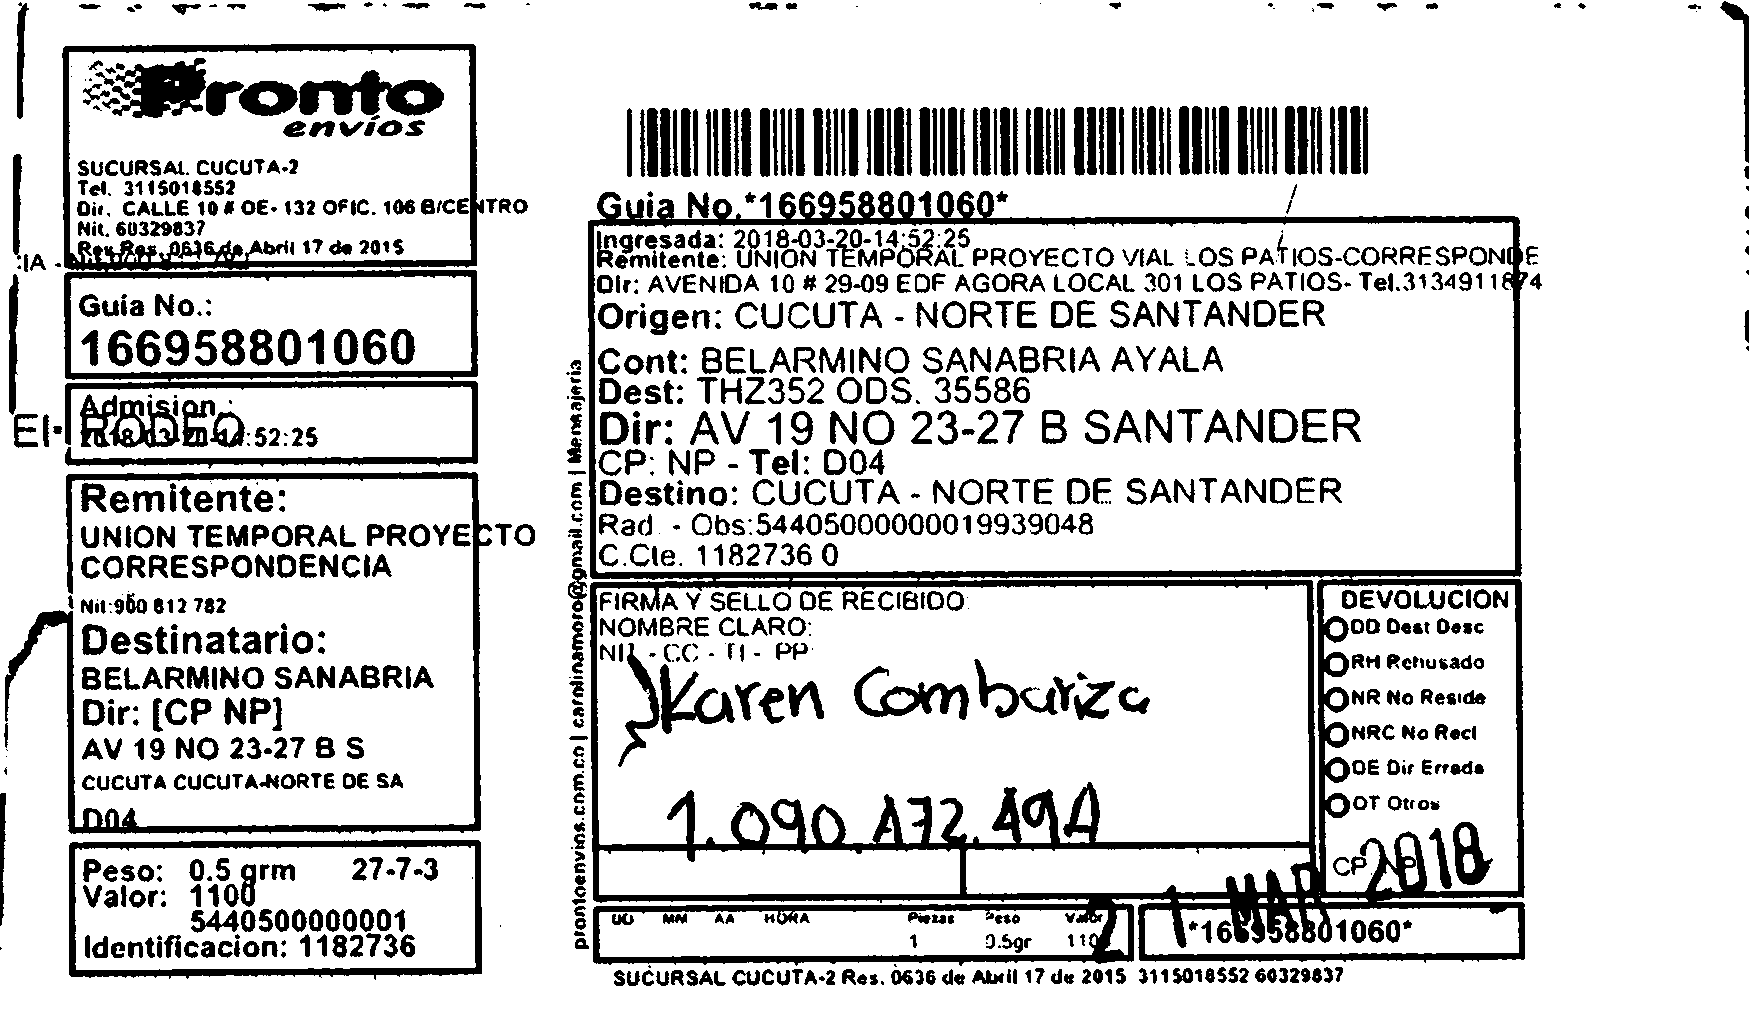 Pronto
envíos
SUCURSAL CUCUTA-2
Tel. 3115018552
Dir. CALLE 10 # OE- 132 OFIC. 106 B/CENTRO
Nit. 60329837
Rev.Res. 0636 de Abril 17 de 2015
IA -
Guia No.:
166958801060
Admision.:
2018-03-20-14:52:25
El RODEO
Remitente:
UNION TEMPORAL PROYECTO
CORRESPONDENCIA
Nit:900 812 782
Destinatario:
BELARMINO SANABRIA
Dir: [CP NP]
AV 19 NO 23-27 B S
CUCUTA CUCUTA-NORTE DE SA
D04
Peso: 0.5 grm 27-7-3
Valor: 1100
5440500000001
Identificacion: 1182736
prontoenvios.com.co | carolinamoro@gmail.com | Mensajeria
Guia No.*166958801060*
Ingresada: 2018-03-20-14:52:25
Remitente: UNION TEMPORAL PROYECTO VIAL LOS PATIOS-CORRESPONDE
Dir: AVENIDA 10 # 29-09 EDF AGORA LOCAL 301 LOS PATIOS- Tel.3134911874
Origen: CUCUTA - NORTE DE SANTANDER
Cont: BELARMINO SANABRIA AYALA
Dest: THZ352 ODS. 35586
Dir: AV 19 NO 23-27 B SANTANDER
CP: NP - Tel: D04
Destino: CUCUTA - NORTE DE SANTANDER
Rad. - Obs:54405000000019939048
C.Cte. 1182736 0
FIRMA Y SELLO DE RECIBIDO
NOMBRE CLARO:
NIL - CC - TI - PP
Karen Combariza
1.090.472.494
DEVOLUCION
DD Dest Desc
RH Rehusado
NR No Reside
NRC No Recl
DE Dir Errada
OT Otros
CP
21 MAR 2018
DD MM AA HORA Piezas Peso Valor
1 0.5gr 110
*166958801060*
SUCURSAL CUCUTA-2 Res. 0636 de Abril 17 de 2015 3115018552 60329837